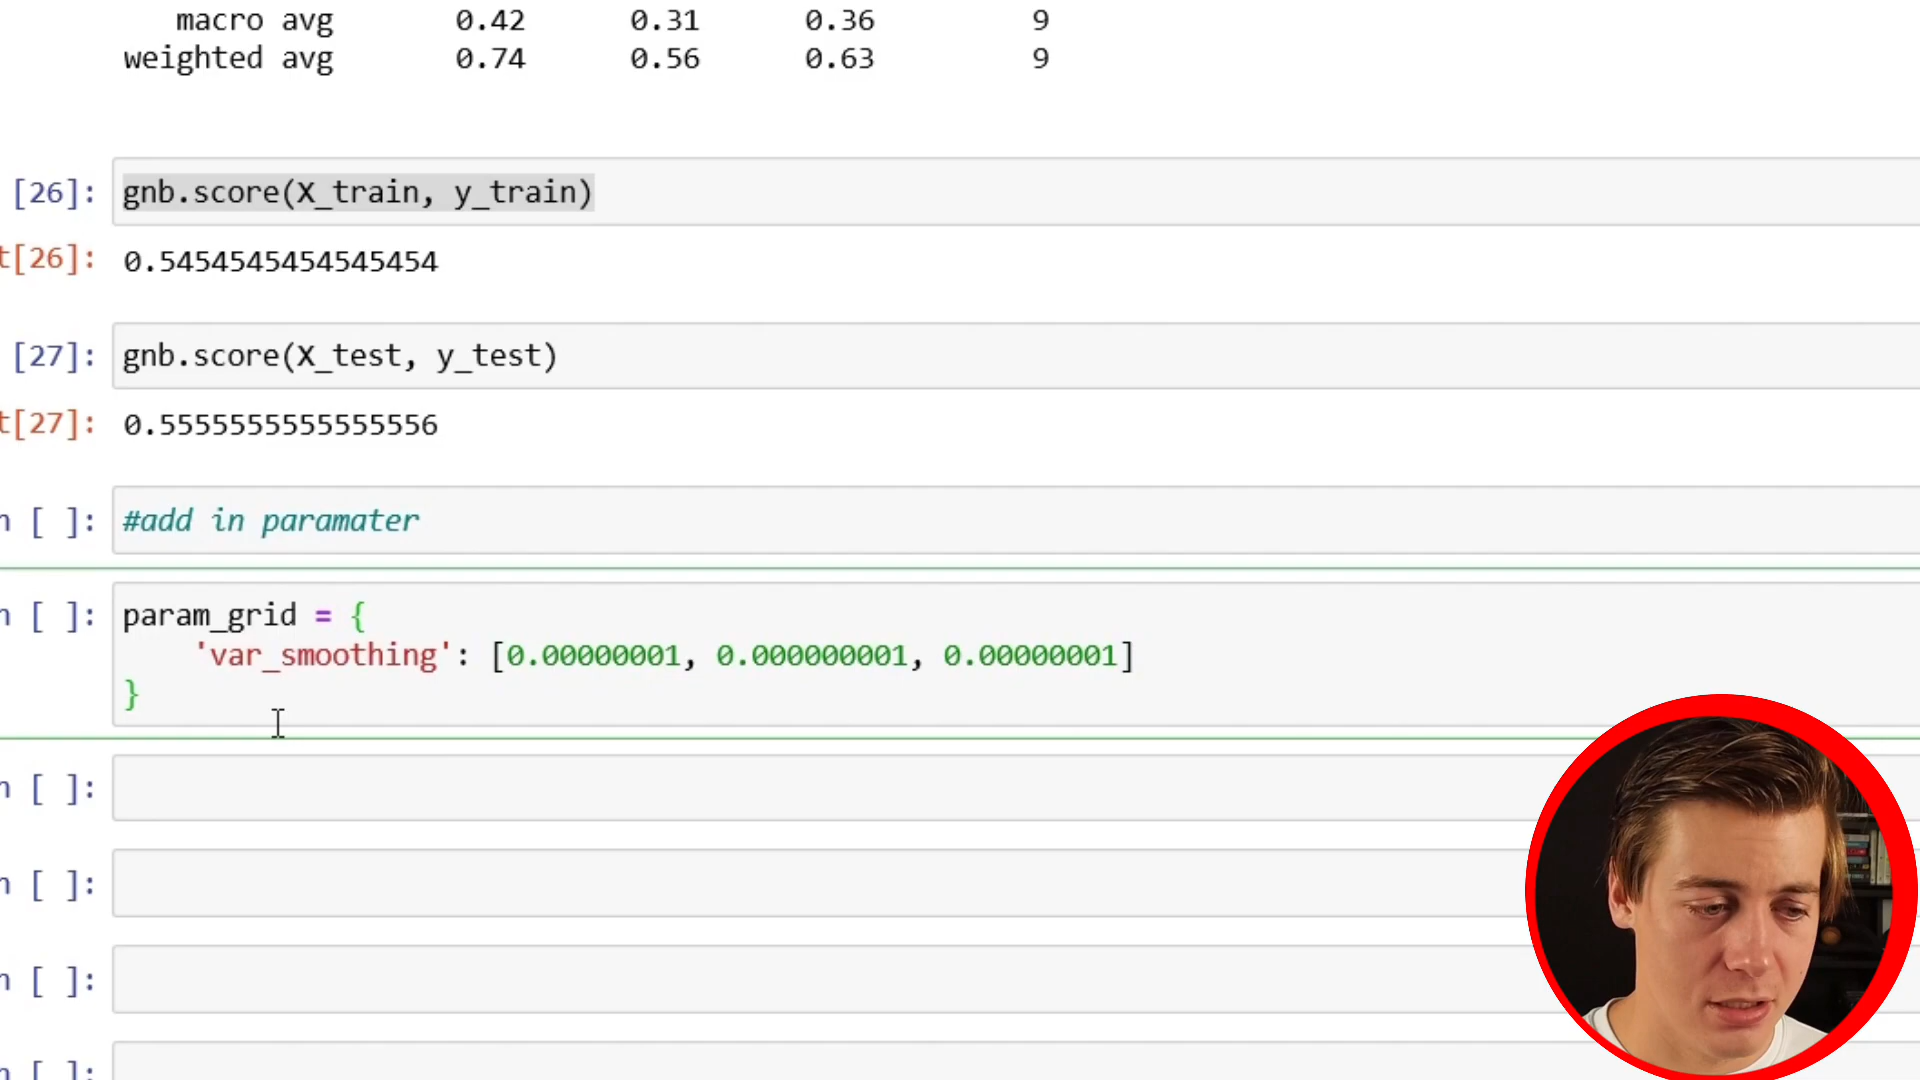 macro avg 0.42 0.31 0.36 9
weighted avg 0.74 0.56 0.63 9
[26]: gnb.score(X_train, y_train)
t[26]: 0.5454545454545454
[27]: gnb.score(X_test, y_test)
t[27]: 0.5555555555555556
n [ ]: #add in paramater
n [ ]: param_grid = {
'var_smoothing': [0.00000001, 0.000000001, 0.00000001]
}
n [ ]:
n [ ]:
n [ ]:
n [ ]: